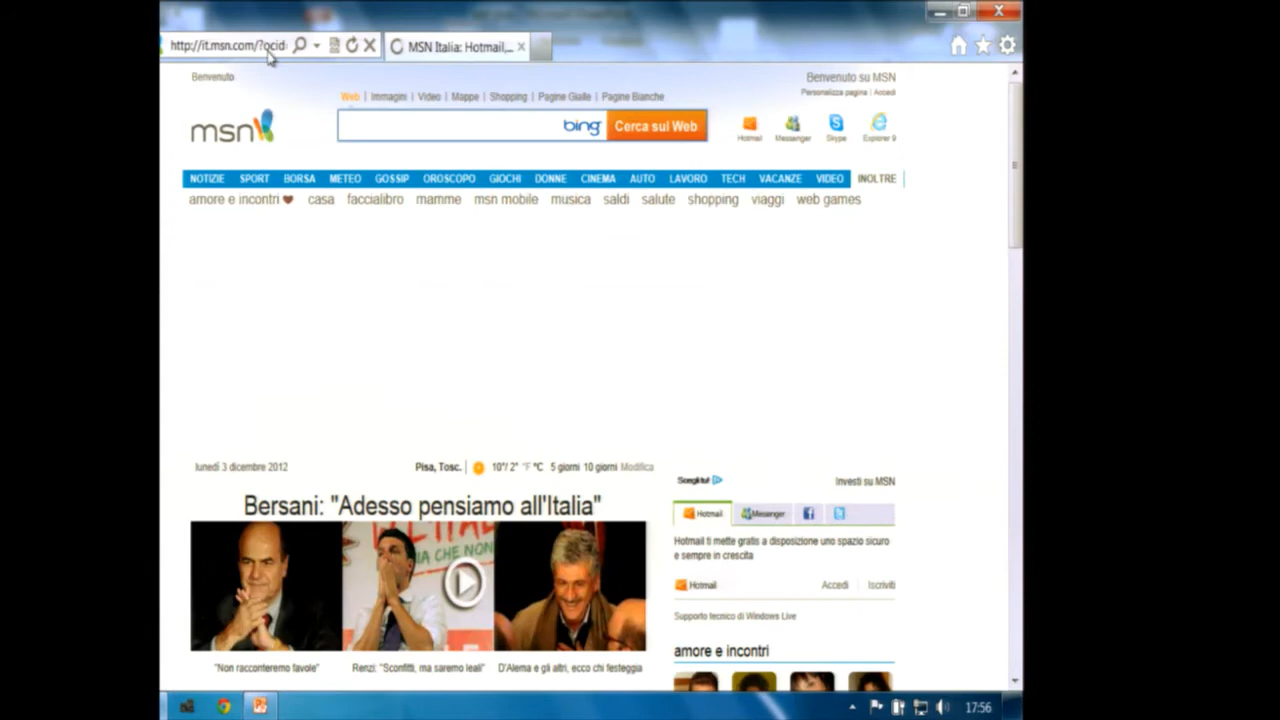 http://it.msn.com/?ocid=
MSN Italia: Hotmail,...
Benvenuto
Benvenuto su MSN
Personalizza pagina | Accedi
Web | Immagini | Video | Mappe | Shopping | Pagine Gialle | Pagine Bianche
msn
bing
Cerca sul Web
Hotmail Messenger Skype Explorer 9
NOTIZIE SPORT BORSA METEO GOSSIP OROSCOPO GIOCHI DONNE CINEMA AUTO LAVORO TECH VACANZE VIDEO INOLTRE
amore e incontri casa faccialibro mamme msn mobile musica saldi salute shopping viaggi web games
lunedì 3 dicembre 2012
Pisa, Tosc. | 10°/ 2° °F °C 5 giorni 10 giorni Modifica
Scegli tu!
Investi su MSN
Bersani: "Adesso pensiamo all'Italia"
Hotmail Messenger
Hotmail ti mette gratis a disposizione uno spazio sicuro
e sempre in crescita
Hotmail Accedi Iscriviti
Supporto tecnico di Windows Live
CHE NON
amore e incontri
"Non racconteremo favole"
Renzi: "Sconfitti, ma saremo leali"
D'Alema e gli altri, ecco chi festeggia
17:56